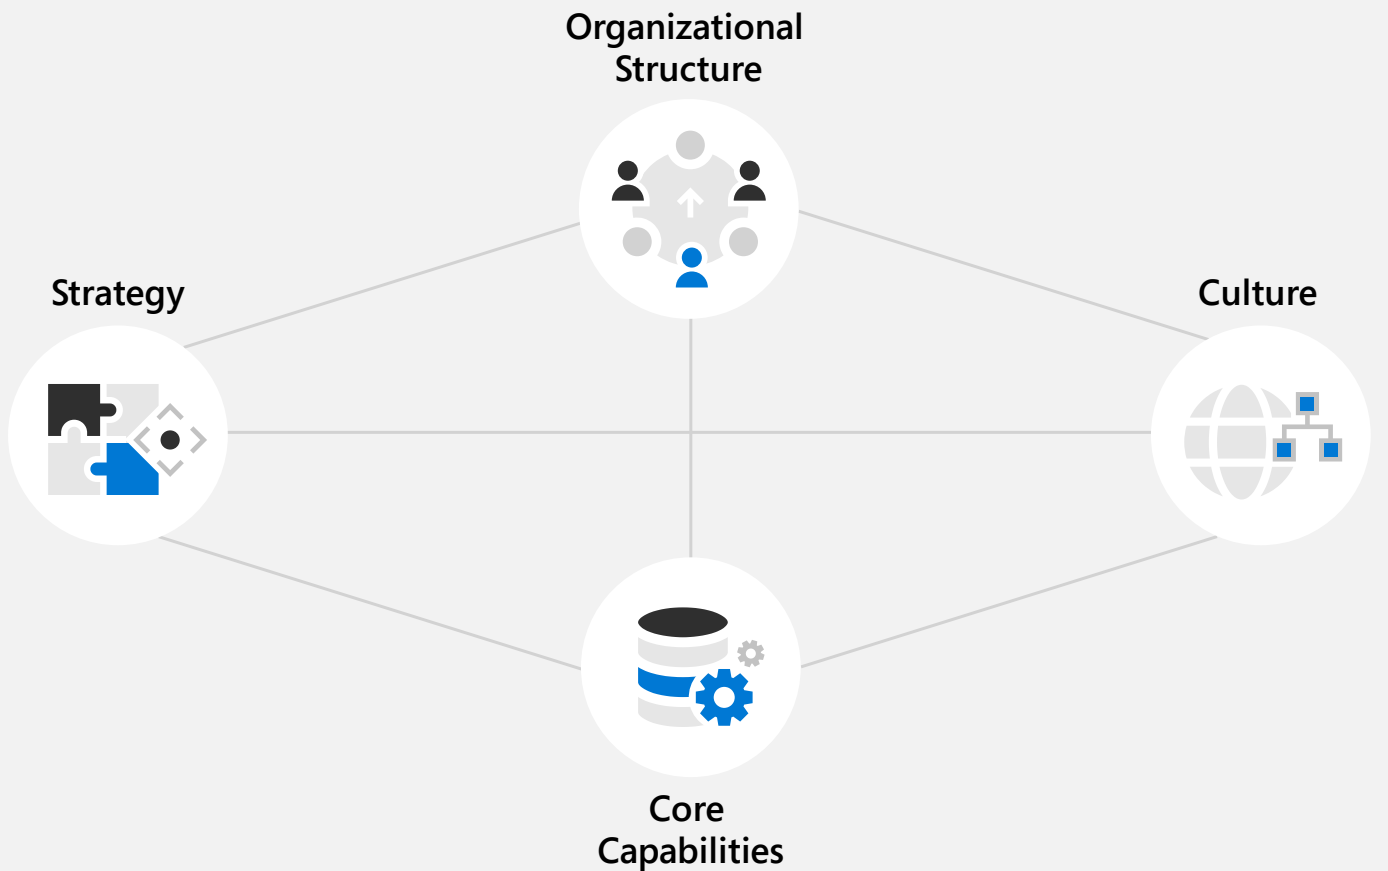 Organizational
Structure
Strategy
Culture
Core
Capabilities